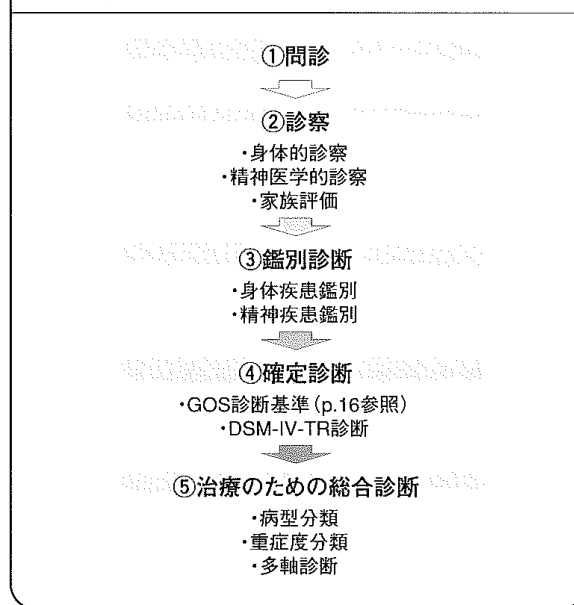 ①問診
②診察
・身体的診察
・精神医学的診察
・家族評価
③鑑別診断
・身体疾患鑑別
・精神疾患鑑別
④確定診断
・GOS診断基準(p.16参照)
・DSM-IV-TR診断
⑤治療のための総合診断
・病型分類
・重症度分類
・多軸診断